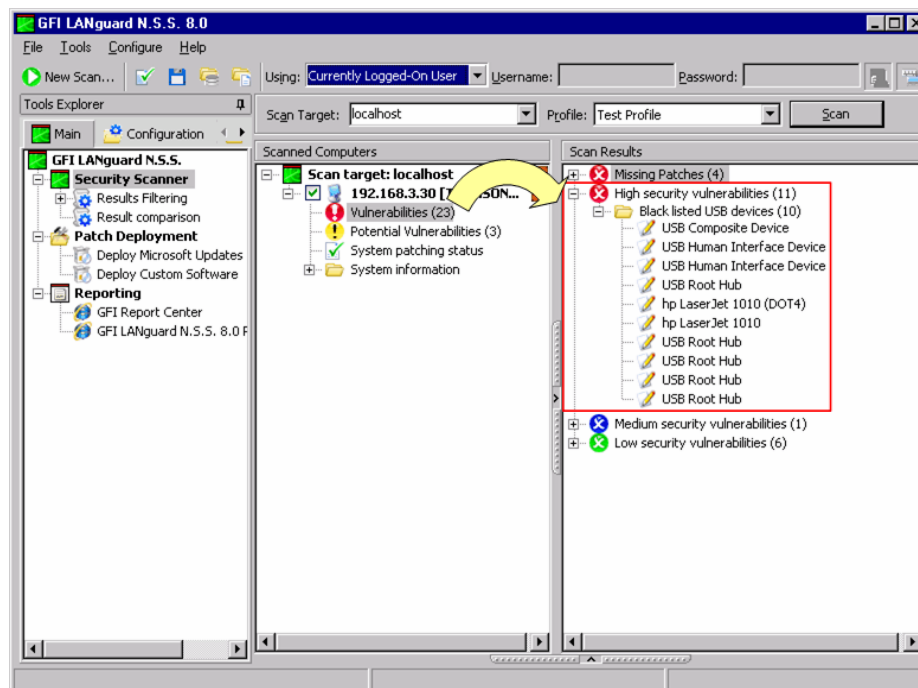 GFI LANguard N.S.S. 8.0
File Tools Configure Help
New Scan... Using: Currently Logged-On User Username: Password:
Tools Explorer
Scan Target: localhost Profile: Test Profile Scan
Main Configuration
Scanned Computers
Scan Results
GFI LANguard N.S.S.
Security Scanner
Results Filtering
Result comparison
Patch Deployment
Deploy Microsoft Updates
Deploy Custom Software
Reporting
GFI Report Center
GFI LANguard N.S.S. 8.0 R
Scan target: localhost
192.168.3.30
Vulnerabilities (23)
Potential Vulnerabilities (3)
System patching status
System information
Missing Patches (4)
High security vulnerabilities (11)
Black listed USB devices (10)
USB Composite Device
USB Human Interface Device
USB Human Interface Device
USB Root Hub
hp LaserJet 1010 (DOT4)
hp LaserJet 1010
USB Root Hub
USB Root Hub
USB Root Hub
USB Root Hub
Medium security vulnerabilities (1)
Low security vulnerabilities (6)